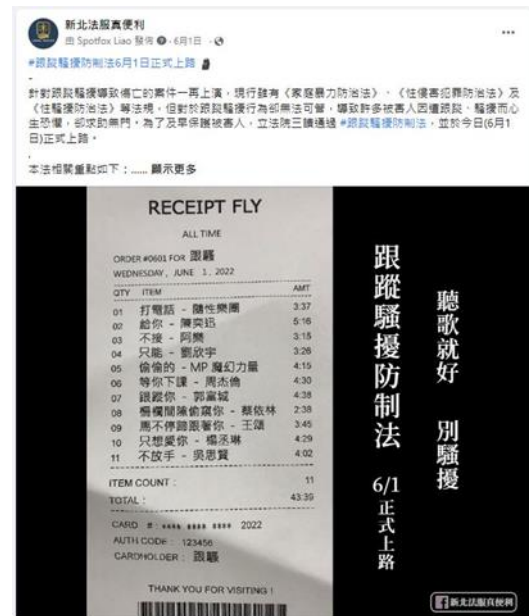 新北法服真便利
由 Spotfox Liao 發佈 · 6月1日 ·
#跟蹤騷擾防制法6月1日正式上路
-
針對跟蹤騷擾導致傷亡的案件一再上演，現行雖有《家庭暴力防治法》、《性侵害犯罪防治法》及
《性騷擾防治法》等法規，但對於跟蹤騷擾行為卻無法可管，導致許多被害人因遭跟蹤、騷擾而心
生恐懼，卻求助無門。為了及早保護被害人，立法院三讀通過 #跟蹤騷擾防制法，並於今日(6月1
日)正式上路。
.
本法相關重點如下：...... 顯示更多
RECEIPT FLY
ALL TIME
ORDER #0601 FOR 跟騷
WEDNESDAY, JUNE 1, 2022
QTY ITEM AMT
01 打電話 - 隨性樂團 3:37
02 給你 - 陳奕迅 5:16
03 不接 - 阿樂 3:15
04 只能 - 劉欣宇 3:26
05 偷偷的 - MP 魔幻力量 4:15
06 等你下課 - 周杰倫 4:30
07 跟蹤你 - 郭富城 4:38
08 柵欄間隙偷窺你 - 蔡依林 2:38
09 馬不停蹄跟著你 - 王頌 3:45
10 只想愛你 - 楊丞琳 4:29
11 不放手 - 吳思賢 4:02
ITEM COUNT : 11
TOTAL : 43:39
CARD #: **** **** **** 2022
AUTH CODE : 123456
CARDHOLDER : 跟騷
THANK YOU FOR VISITING !
聽歌就好 別騷擾
跟蹤騷擾防制法 6/1 正式上路
新北法服真便利